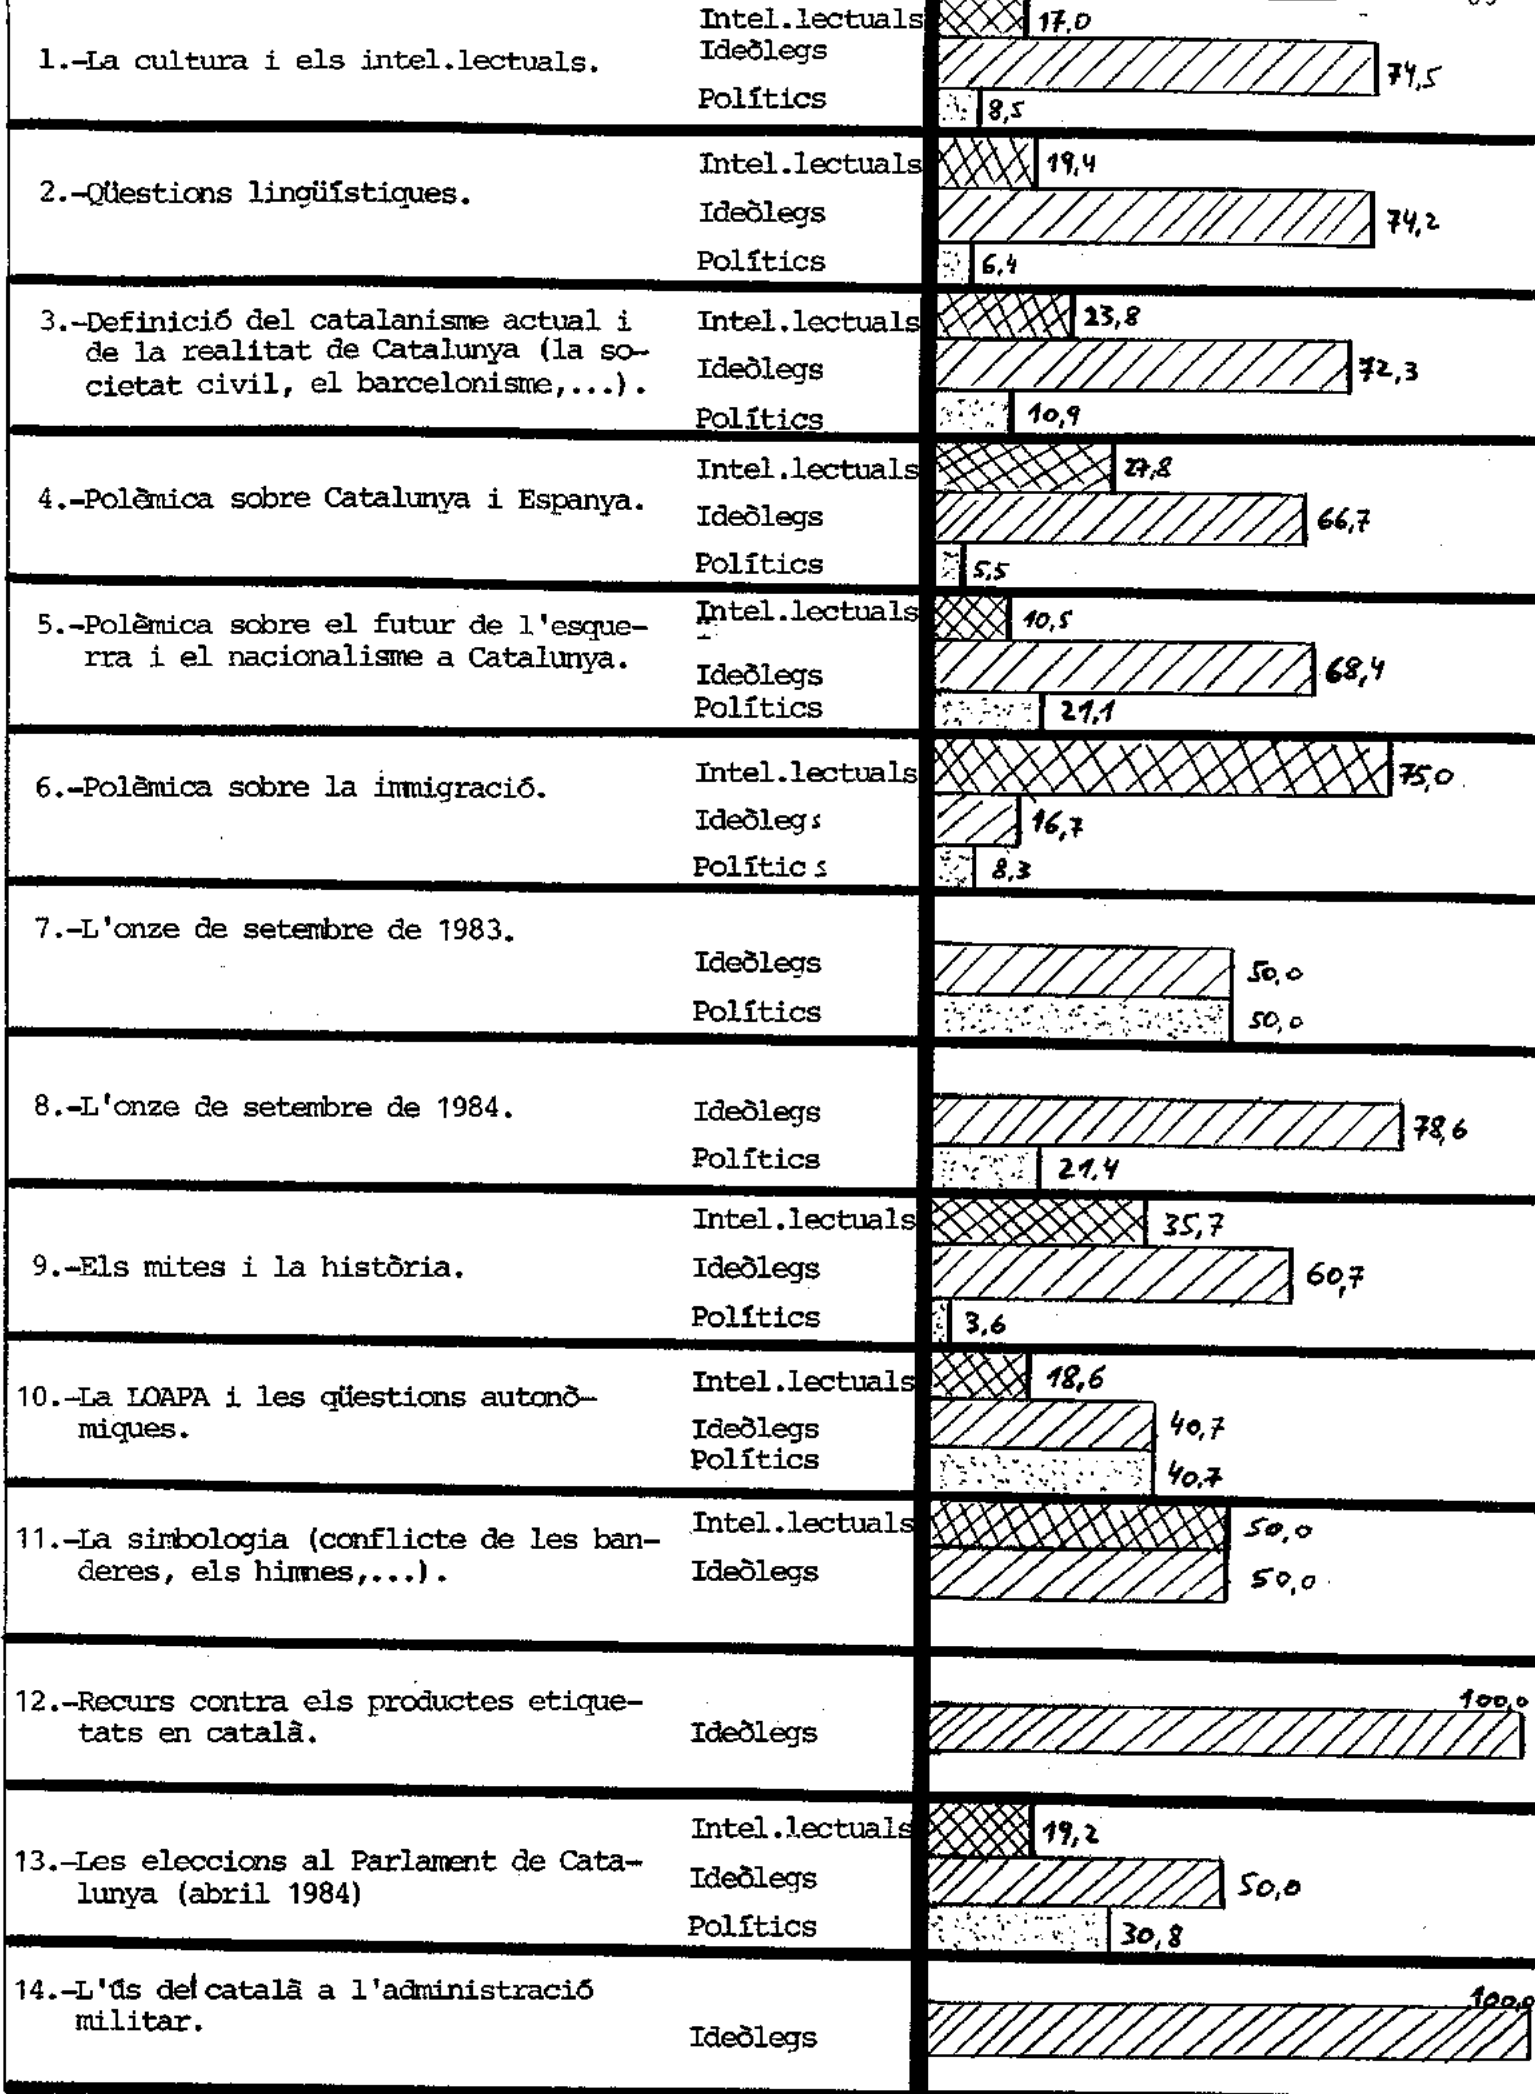 Intel.lectuals 17,0
1.-La cultura i els intel.lectuals. Ideòlegs 74,5
Polítics 8,5
Intel.lectuals 19,4
2.-Qüestions lingüístiques. Ideòlegs 74,2
Polítics 6,4
3.-Definició del catalanisme actual i Intel.lectuals 23,8
de la realitat de Catalunya (la so-
cietat civil, el barcelonisme,...). Ideòlegs 72,3
Polítics 10,9
Intel.lectuals 27,8
4.-Polèmica sobre Catalunya i Espanya. Ideòlegs 66,7
Polítics 5,5
5.-Polèmica sobre el futur de l'esque- Intel.lectuals 10,5
rra i el nacionalisme a Catalunya. Ideòlegs 68,4
Polítics 21,1
6.-Polèmica sobre la immigració. Intel.lectuals 75,0
Ideòlegs 16,7
Polítics 8,3
7.-L'onze de setembre de 1983.
Ideòlegs 50,0
Polítics 50,0
8.-L'onze de setembre de 1984. Ideòlegs 78,6
Polítics 21,4
Intel.lectuals 35,7
9.-Els mites i la història. Ideòlegs 60,7
Polítics 3,6
10.-La LOAPA i les qüestions autonò- Intel.lectuals 18,6
miques. Ideòlegs 40,7
Polítics 40,7
11.-La simbologia (conflicte de les ban- Intel.lectuals 50,0
deres, els himnes,...). Ideòlegs 50,0
12.-Recurs contra els productes etique- 100,0
tats en català. Ideòlegs
Intel.lectuals 19,2
13.-Les eleccions al Parlament de Cata- Ideòlegs 50,0
lunya (abril 1984)
Polítics 30,8
14.-L'ús del català a l'administració 100,0
militar. Ideòlegs